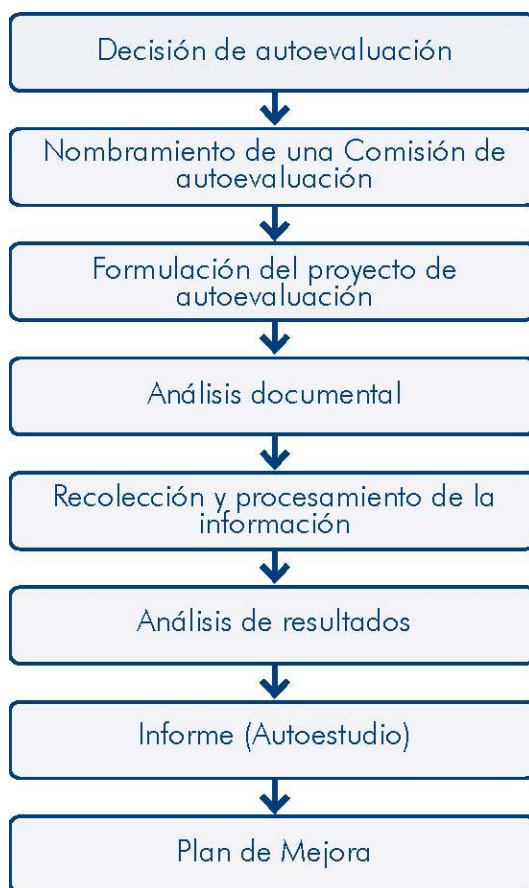 Decisión de autoevaluación
Nombramiento de una Comisión de
autoevaluación
Formulación del proyecto de
autoevaluación
Análisis documental
Recolección y procesamiento de la
información
Análisis de resultados
Informe (Autoestudio)
Plan de Mejora